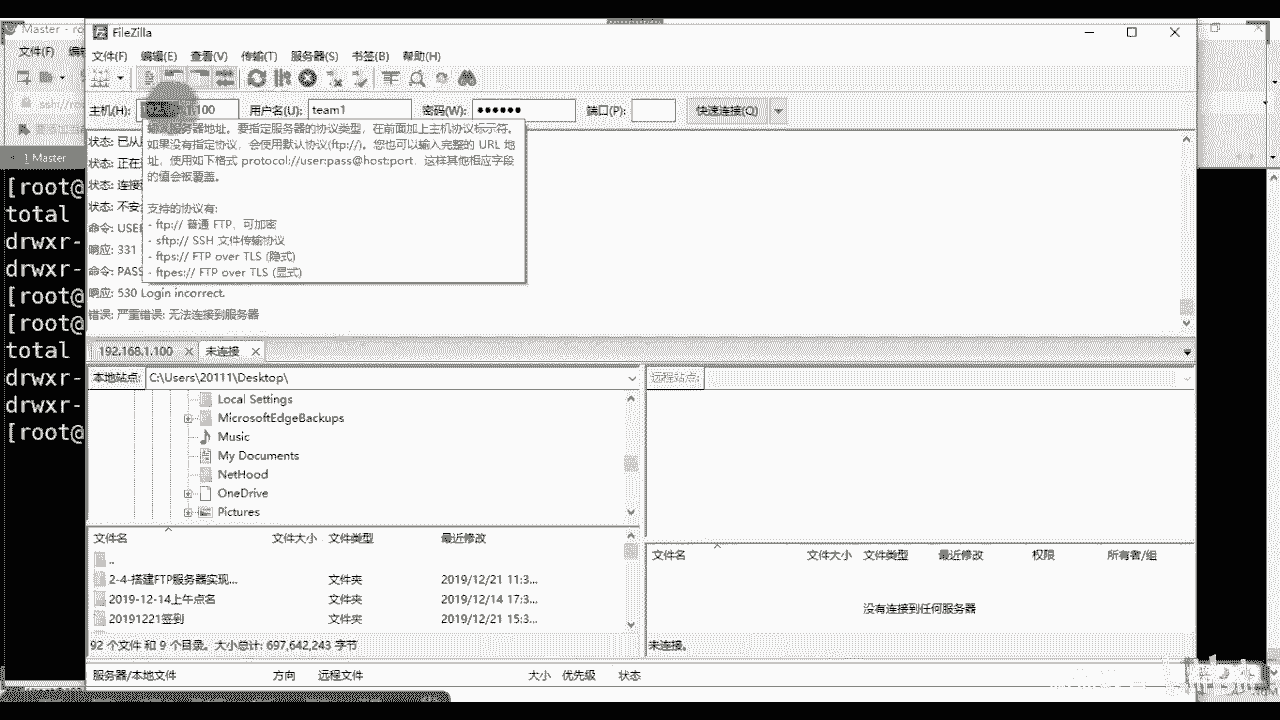 Master - ro
FileZilla
文件(F) 编辑
文件(F) 编辑(E) 查看(V) 传输(T) 服务器(S) 书签(B) 帮助(H)
主机(H): 100 用户名(U): team1 密码(W): ●●●●●● 端口(P): 快速连接(Q)
服务器地址。要指定服务器的协议类型，在前面加上主机协议标示符。
如果没有指定协议，会使用默认协议(ftp://)。您也可以输入完整的 URL 地
址，使用如下格式 protocol://user:pass@host:port，这样其他相应字段
的值会被覆盖。
支持的协议有:
- ftp:// 普通 FTP，可加密
- sftp:// SSH 文件传输协议
- ftps:// FTP over TLS (隐式)
- ftpes:// FTP over TLS (显式)
状态: 已从
状态: 正在
状态: 连接
状态: 不安
命令: USE
响应: 331
命令: PASS
响应: 530 Login incorrect.
错误: 严重错误: 无法连接到服务器
1 Master
[root@
total
drwxr-
drwxr-
[root@
[root@
total
drwxr-
drwxr-
[root@
192.168.1.100 × 未连接 ×
本地站点: C:\Users\20111\Desktop\
远程站点:
Local Settings
MicrosoftEdgeBackups
Music
My Documents
NetHood
OneDrive
Pictures
文件名 文件大小 文件类型 最近修改
..
2-4-搭建FTP服务器实现... 文件夹 2019/12/21 11:3...
2019-12-14上午点名 文件夹 2019/12/14 17:3...
20191221签到 文件夹 2019/12/21 15:3...
92 个文件 和 9 个目录。大小总计: 697,642,243 字节
文件名 文件大小 文件类型 最近修改 权限 所有者/组
没有连接到任何服务器
未连接。
服务器/本地文件 方向 远程文件 大小 优先级 状态